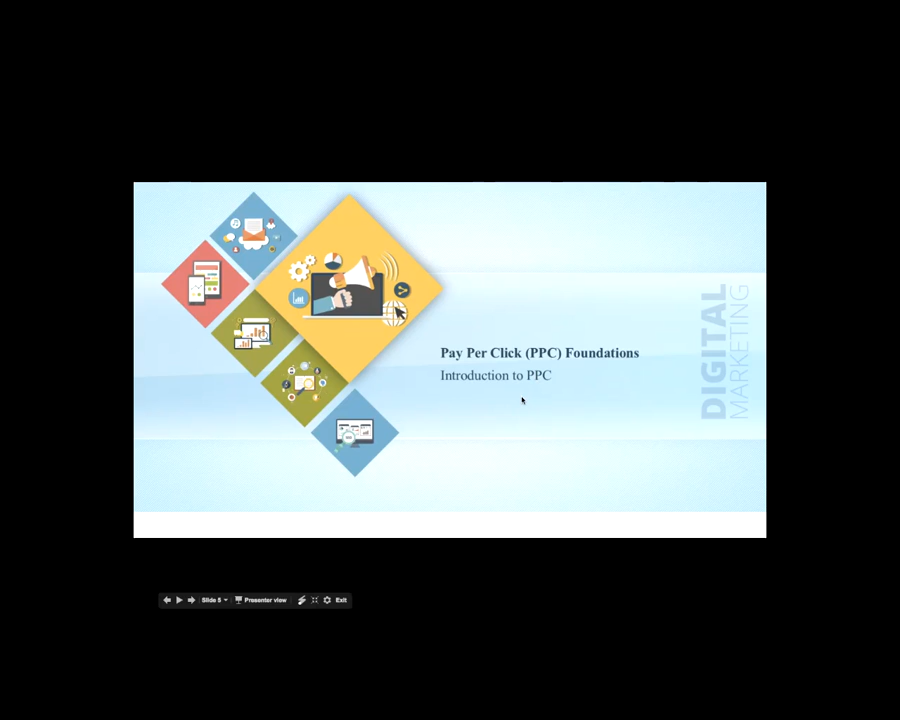 Pay Per Click (PPC) Foundations
Introduction to PPC
DIGITAL
MARKETING
Slide 5
Presenter view
Exit